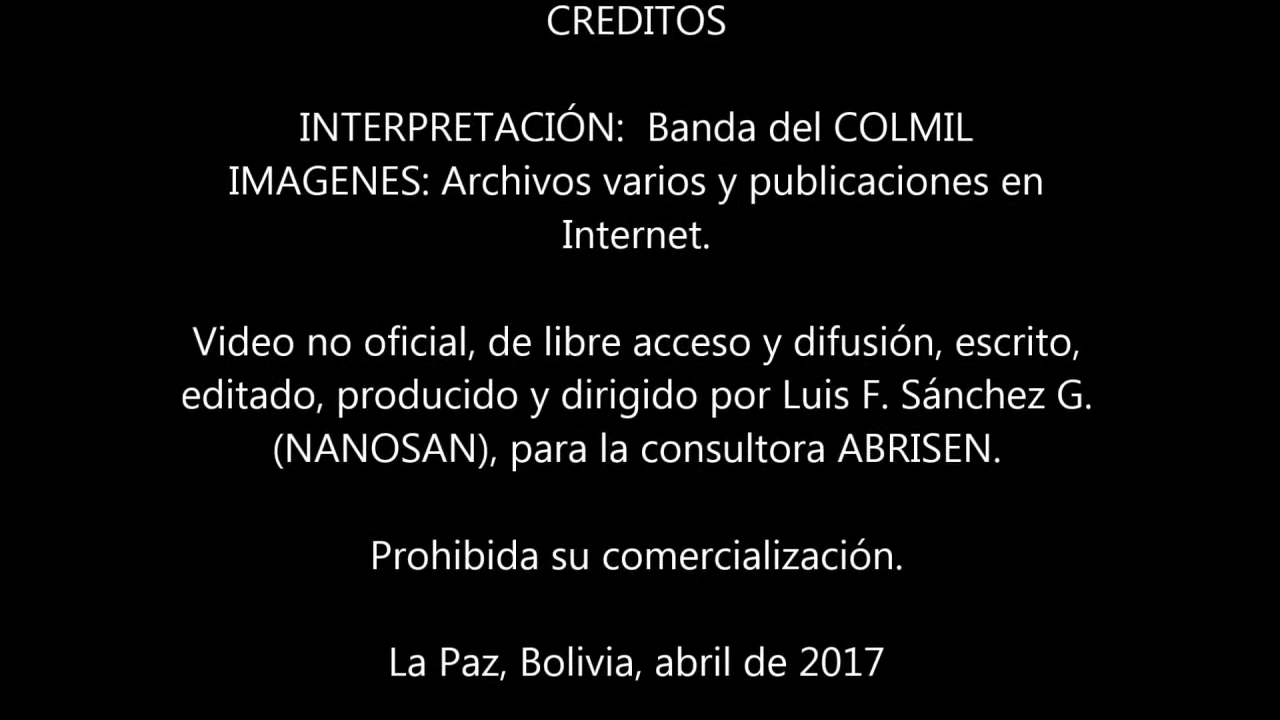 CREDITOS
INTERPRETACIÓN:  Banda del COLMIL
IMAGENES: Archivos varios y publicaciones en
Internet.
Video no oficial, de libre acceso y difusión, escrito,
editado, producido y dirigido por Luis F. Sánchez G.
(NANOSAN), para la consultora ABRISEN.
Prohibida su comercialización.
La Paz, Bolivia, abril de 2017